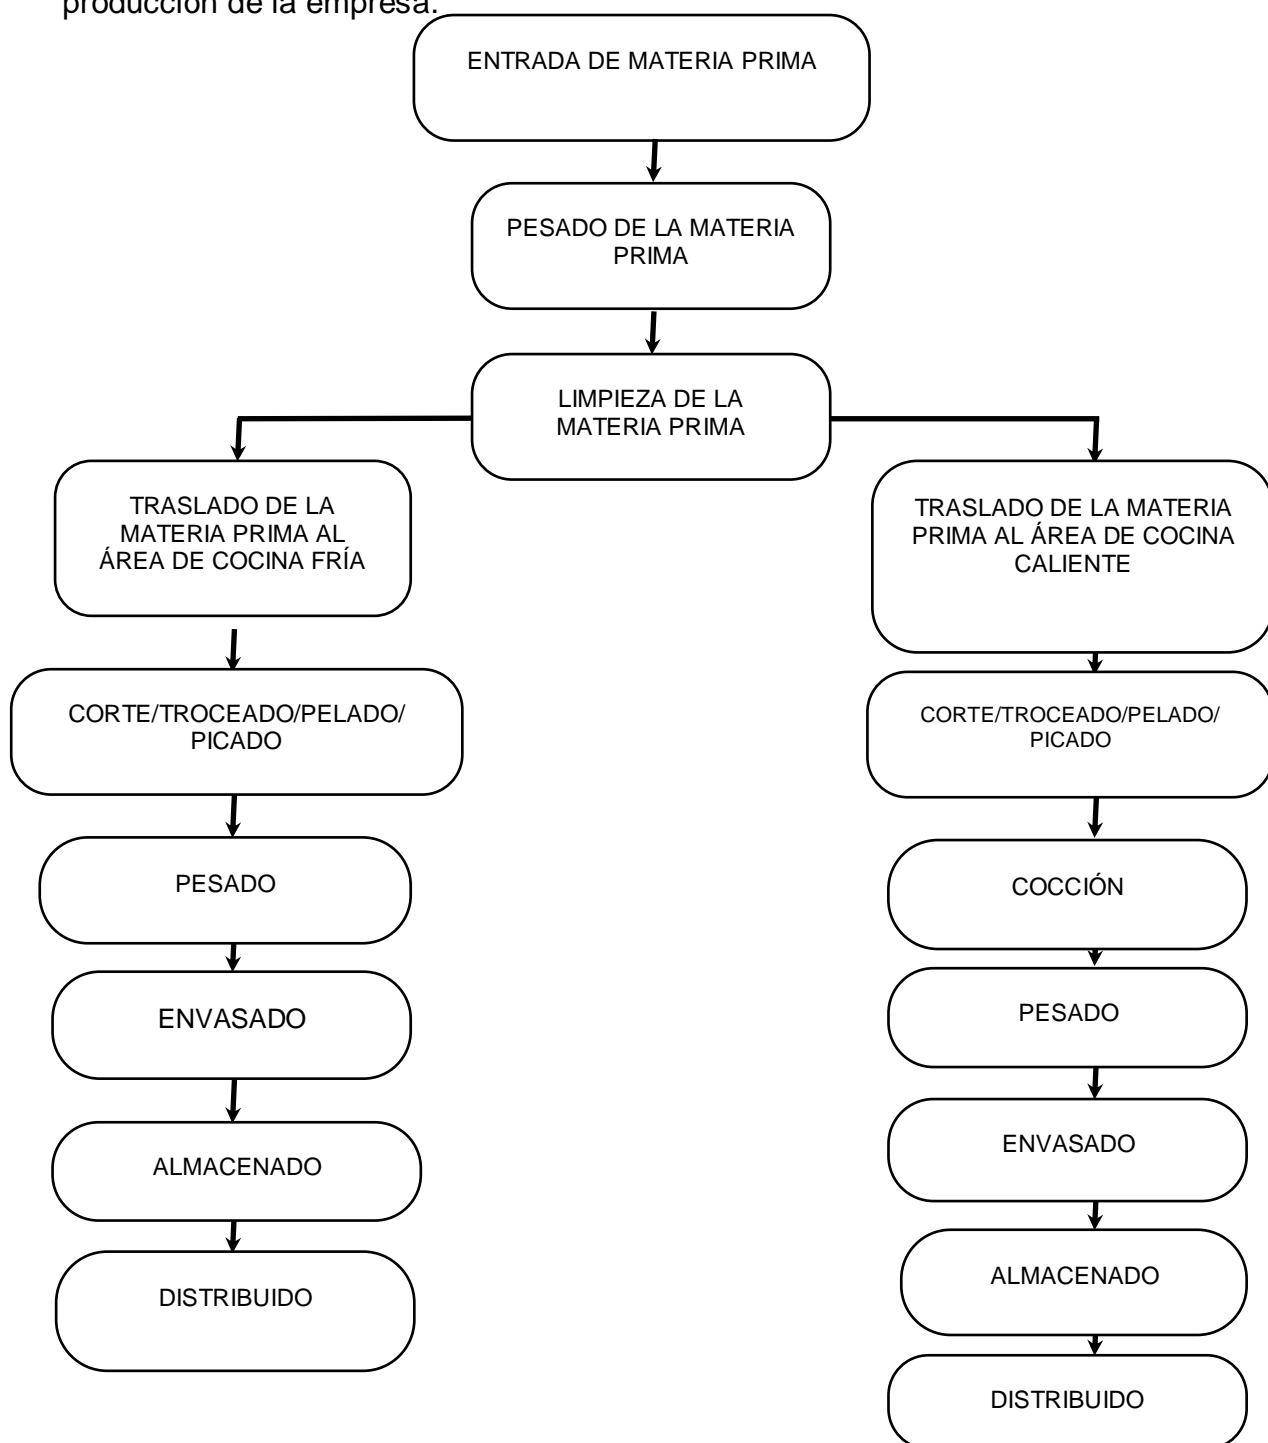 producción de la empresa.
ENTRADA DE MATERIA PRIMA
PESADO DE LA MATERIA
PRIMA
LIMPIEZA DE LA
MATERIA PRIMA
TRASLADO DE LA
MATERIA PRIMA AL
ÁREA DE COCINA FRÍA
CORTE/TROCEADO/PELADO/
PICADO
PESADO
ENVASADO
ALMACENADO
DISTRIBUIDO
TRASLADO DE LA MATERIA
PRIMA AL ÁREA DE COCINA
CALIENTE
CORTE/TROCEADO/PELADO/
PICADO
COCCIÓN
PESADO
ENVASADO
ALMACENADO
DISTRIBUIDO